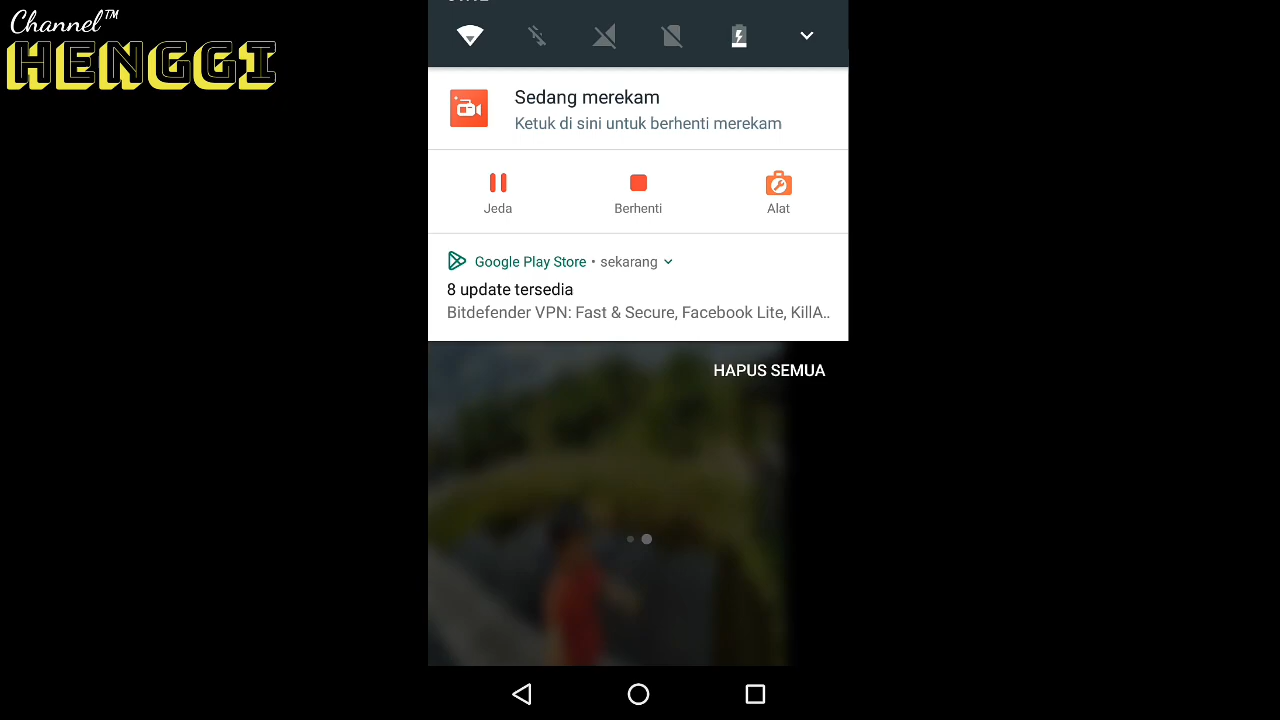 Channel™
HENGGI
Sedang merekam
Ketuk di sini untuk berhenti merekam
Jeda
Berhenti
Alat
Google Play Store • sekarang
8 update tersedia
Bitdefender VPN: Fast & Secure, Facebook Lite, KillA..
HAPUS SEMUA